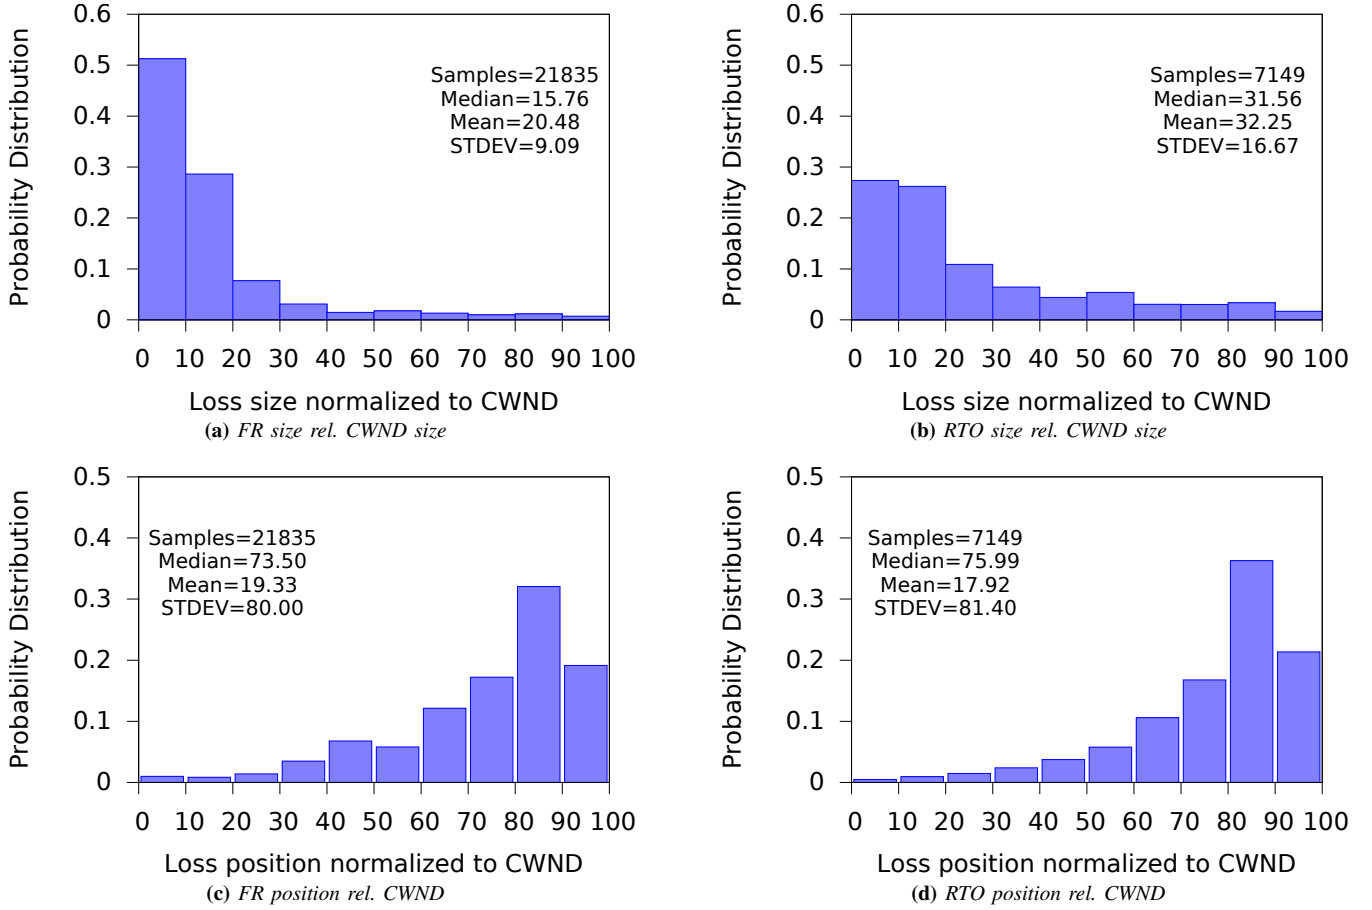 0.6
0.5
0.4
0.3
0.2
0.1
0
Probability Distribution
Samples=21835
Median=15.76
Mean=20.48
STDEV=9.09
0 10 20 30 40 50 60 70 80 90 100
Loss size normalized to CWND
(a) FR size rel. CWND size
0.6
0.5
0.4
0.3
0.2
0.1
0
Probability Distribution
Samples=7149
Median=31.56
Mean=32.25
STDEV=16.67
0 10 20 30 40 50 60 70 80 90 100
Loss size normalized to CWND
(b) RTO size rel. CWND size
0.5
0.4
0.3
0.2
0.1
0
Probability Distribution
Samples=21835
Median=73.50
Mean=19.33
STDEV=80.00
0 10 20 30 40 50 60 70 80 90 100
Loss position normalized to CWND
(c) FR position rel. CWND
0.5
0.4
0.3
0.2
0.1
0
Probability Distribution
Samples=7149
Median=75.99
Mean=17.92
STDEV=81.40
0 10 20 30 40 50 60 70 80 90 100
Loss position normalized to CWND
(d) RTO position rel. CWND